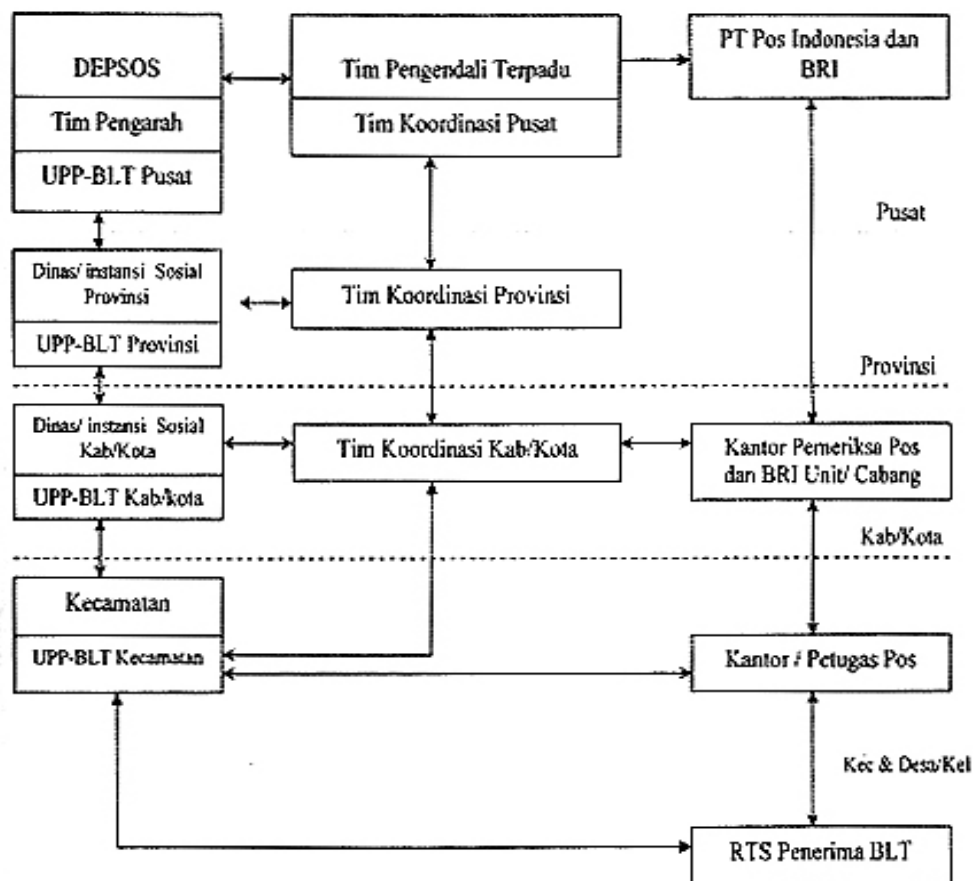 DEPSOS
Tim Pengarah
UPP-BLT Pusat
Tim Pengendali Terpadu
Tim Koordinasi Pusat
PT Pos Indonesia dan
BRI
Pusat
Dinas/ instansi Sosial
Provinsi
UPP-BLT Provinsi
Tim Koordinasi Provinsi
Provinsi
Dinas/ instansi Sosial
Kab/Kota
UPP-BLT Kab/kota
Tim Koordinasi Kab/Kota
Kantor Pemeriksa Pos
dan BRI Unit/ Cabang
Kab/Kota
Kecamatan
UPP-BLT Kecamatan
Kantor / Petugas Pos
Kec & Desa/Kel
RTS Penerima BLT